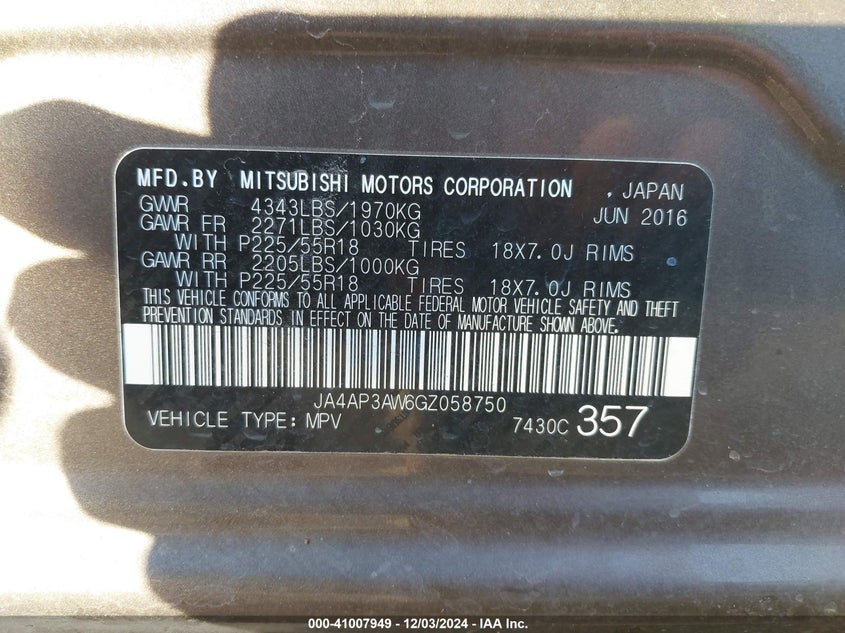 MFD.BY MITSUBISHI MOTORS CORPORATION , JAPAN
GVWR 4343LBS/1970KG JUN 2016
GAWR FR 2271LBS/1030KG
WITH P225/55R18 TIRES 18X7.0J RIMS
GAWR RR 2205LBS/1000KG
WITH P225/55R18 TIRES 18X7.0J RIMS
THIS VEHICLE CONFORMS TO ALL APPLICABLE FEDERAL MOTOR VEHICLE SAFETY AND THEFT
PREVENTION STANDARDS IN EFFECT ON THE DATE OF MANUFACTURE SHOWN ABOVE.
JA4AP3AW6GZ058750
VEHICLE TYPE: MPV 7430C 357
000-41007949 - 12/03/2024 - IAA Inc.